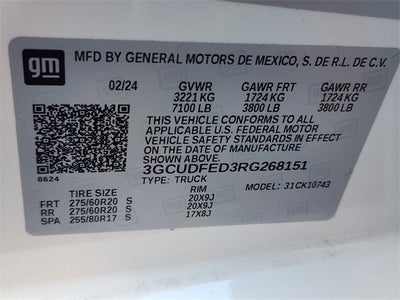 gm
MFD BY GENERAL MOTORS DE MEXICO, S. DE R.L. DE C.V.
02/24 GVWR GAWR FRT GAWR RR
3221 KG 1724 KG 1724 KG
7100 LB 3800 LB 3800 LB
THIS VEHICLE CONFORMS TO ALL
APPLICABLE U.S. FEDERAL MOTOR
VEHICLE SAFETY STANDARDS IN EFFECT
ON THE DATE OF MANUFACTURE
SHOWN ABOVE.
3GCUDFED3RG268151
8624 TYPE: TRUCK MODEL: 31CK10743
TIRE SIZE RIM
FRT 275/60R20 S 20X9J
RR 275/60R20 S 20X9J
SPA 255/80R17 S 17X8J